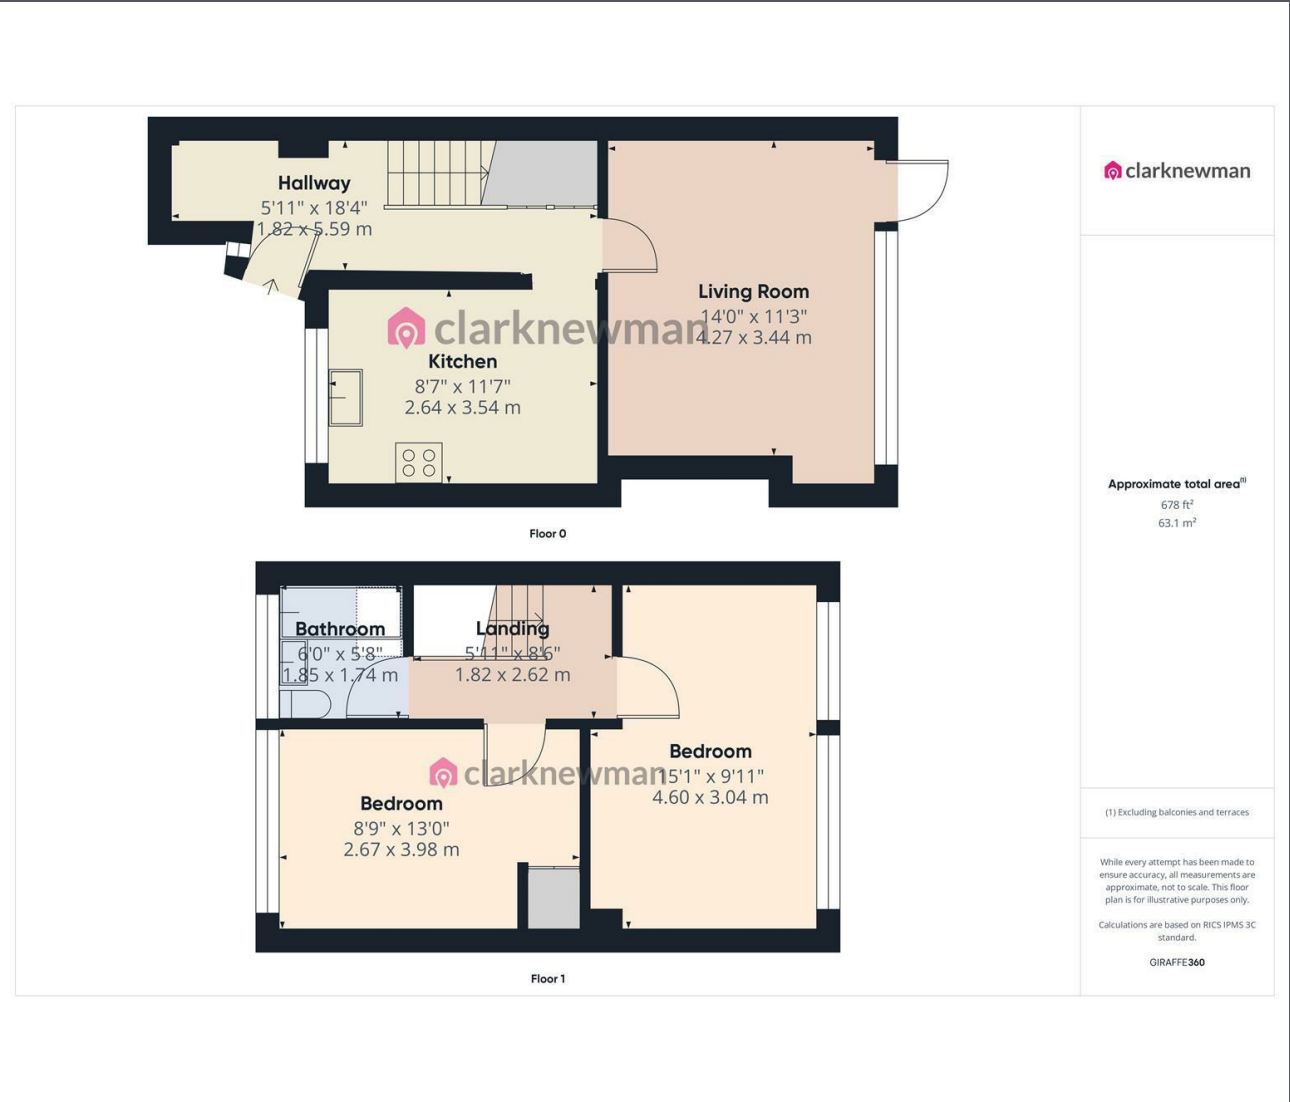 Hallway
5'11" x 18'4"
1.82 x 5.59 m
Living Room
14'0" x 11'3"
4.27 x 3.44 m
clarknewman
Kitchen
8'7" x 11'7"
2.64 x 3.54 m
Floor 0
Bathroom
6'0" x 5'8"
1.85 x 1.74 m
Landing
5'11" x 8'6"
1.82 x 2.62 m
Bedroom
15'1" x 9'11"
4.60 x 3.04 m
clarknewman
Bedroom
8'9" x 13'0"
2.67 x 3.98 m
Floor 1
clarknewman
Approximate total area(1)
678 ft²
63.1 m²
(1) Excluding balconies and terraces
While every attempt has been made to
ensure accuracy, all measurements are
approximate, not to scale. This floor
plan is for illustrative purposes only.
Calculations are based on RICS IPMS 3C
standard.
GIRAFFE360